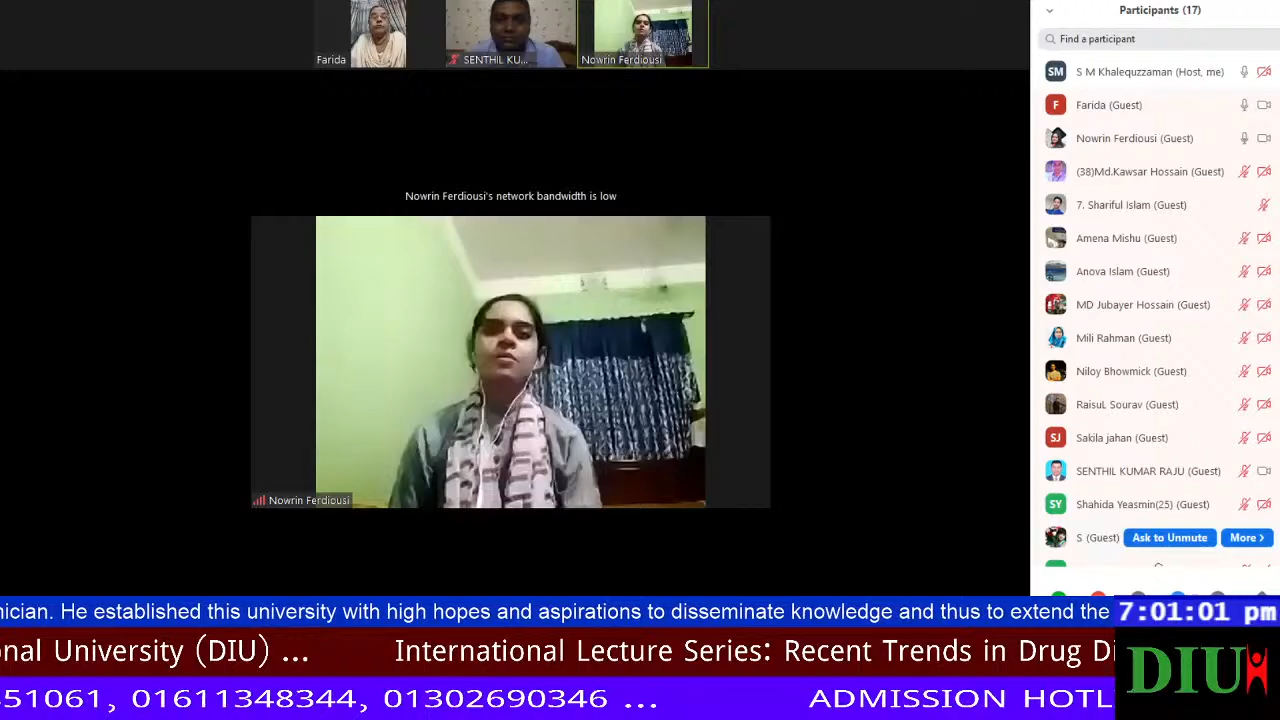 Farida
SENTHIL KU...
Nowrin Ferdiousi
Nowrin Ferdiousi's network bandwidth is low
Nowrin Ferdiousi
Participants (17)
Find a participant
SM S M Khalequzzaman (Host, me)
F Farida (Guest)
Nowrin Ferdiousi (Guest)
(38)Md.Kawsar Hossain (Guest)
7. Shariful Islam (Guest)
Amena Mishu (Guest)
Anova Islam (Guest)
MD Jubayer Hossain (Guest)
Mili Rahman (Guest)
Niloy Bhowmick (Guest)
RaisuL Sourav (Guest)
SJ Sakila jahan (Guest)
SENTHIL KUMAR RAJU (Guest)
SY Shahida Yeasmin(25) (Guest)
S (Guest) Ask to Unmute More
nician. He established this university with high hopes and aspirations to disseminate knowledge and thus to extend the
7:01:01 pm
onal University (DIU) ... International Lecture Series: Recent Trends in Drug Di
DIU
451061, 01611348344, 01302690346 ... ADMISSION HOTL